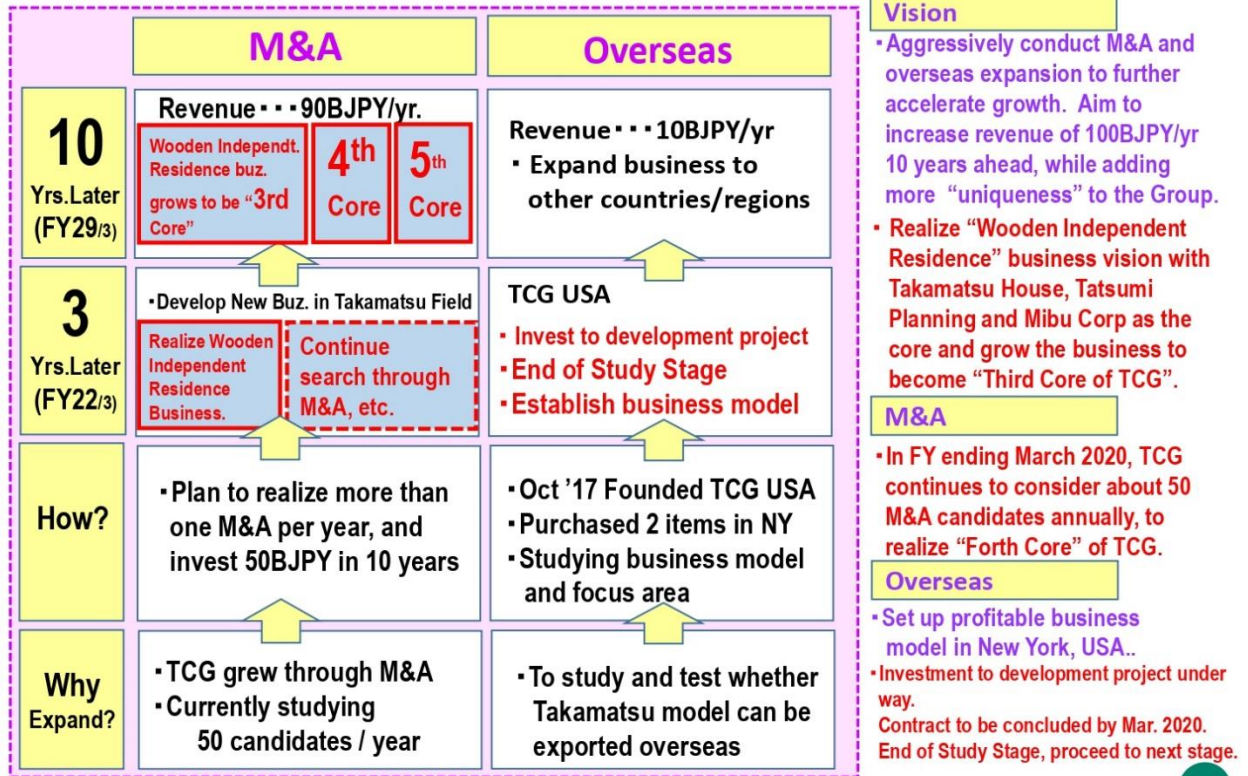 M&A
Overseas
10
Yrs.Later
(FY29/3)
Revenue・・・90BJPY/yr.
Wooden Independt.
Residence buz.
grows to be “3rd
Core”
4th
Core
5th
Core
Revenue・・・10BJPY/yr
・Expand business to
other countries/regions
3
Yrs.Later
(FY22/3)
・Develop New Buz. in Takamatsu Field
Realize Wooden
Independent
Residence
Business.
Continue
search through
M&A, etc.
TCG USA
・Invest to development project
・End of Study Stage
・Establish business model
How?
・Plan to realize more than
one M&A per year, and
invest 50BJPY in 10 years
・Oct ’17 Founded TCG USA
・Purchased 2 items in NY
・Studying business model
and focus area
Why
Expand?
・TCG grew through M&A
・Currently studying
50 candidates / year
・To study and test whether
Takamatsu model can be
exported overseas
Vision
・Aggressively conduct M&A and
overseas expansion to further
accelerate growth. Aim to
increase revenue of 100BJPY/yr
10 years ahead, while adding
more “uniqueness” to the Group.
・Realize “Wooden Independent
Residence” business vision with
Takamatsu House, Tatsumi
Planning and Mibu Corp as the
core and grow the business to
become “Third Core of TCG”.
M&A
・In FY ending March 2020, TCG
continues to consider about 50
M&A candidates annually, to
realize “Forth Core” of TCG.
Overseas
・Set up profitable business
model in New York, USA..
・Investment to development project under
way.
Contract to be concluded by Mar. 2020.
End of Study Stage, proceed to next stage.